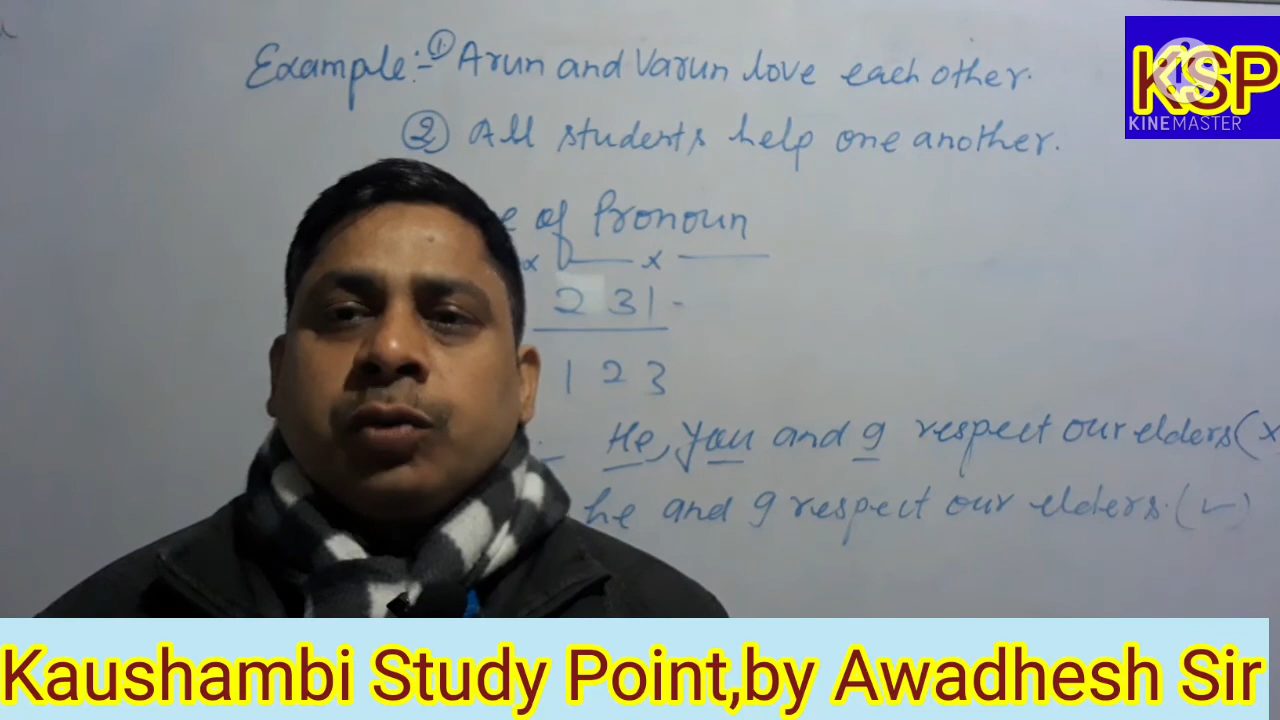 Example:- ① Arun and Varun love each other.
KSP
KINEMASTER
② All students help one another.
of Pronoun
x x
2 3 1 -
1 2 3
He, you and I respect our elders (x
he and I respect our elders. (✓)
Kaushambi Study Point,by Awadhesh Sir